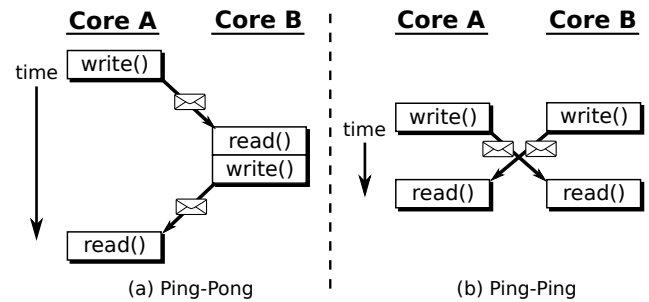 Core A Core B
write()
time
read()
write()
read()
(a) Ping-Pong
Core A Core B
write() write()
time
read() read()
(b) Ping-Ping